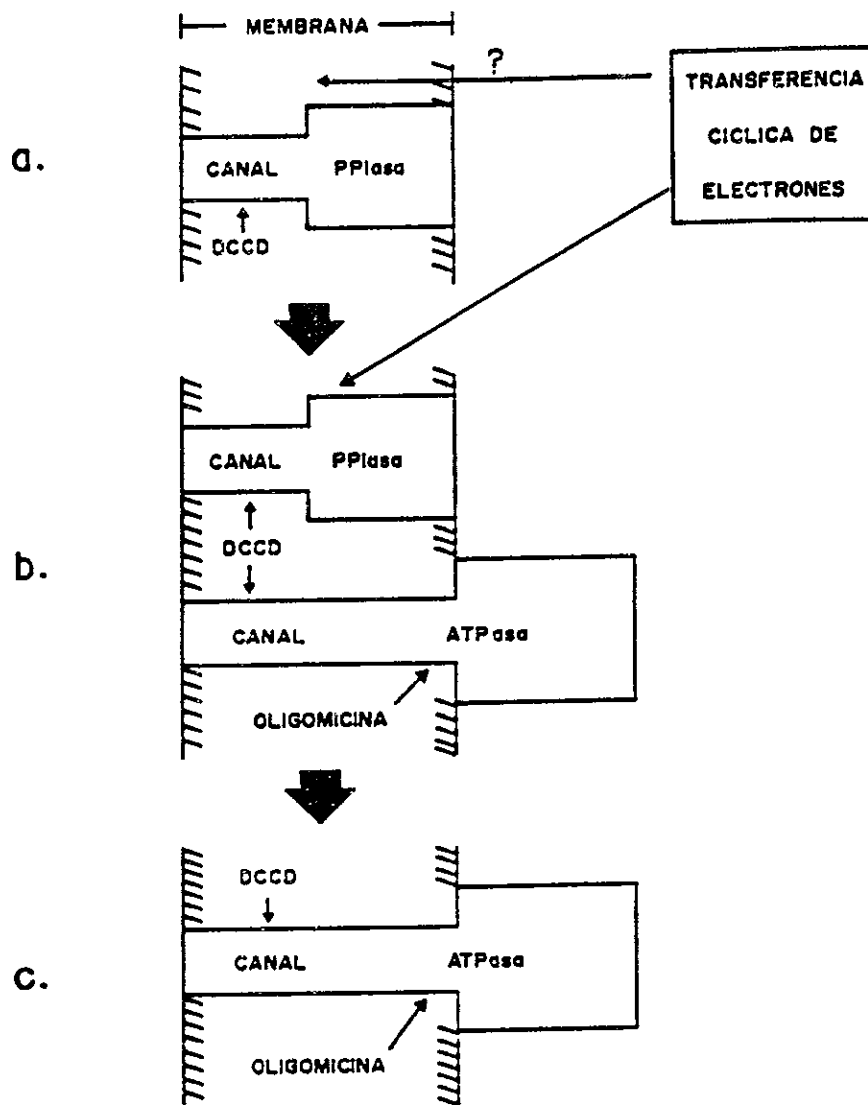 MEMBRANA
?
TRANSFERENCIA
CICLICA DE
ELECTRONES
a.
CANAL
PPiasa
DCCD
b.
CANAL
PPiasa
DCCD
CANAL
ATPasa
OLIGOMICINA
c.
DCCD
CANAL
ATPasa
OLIGOMICINA